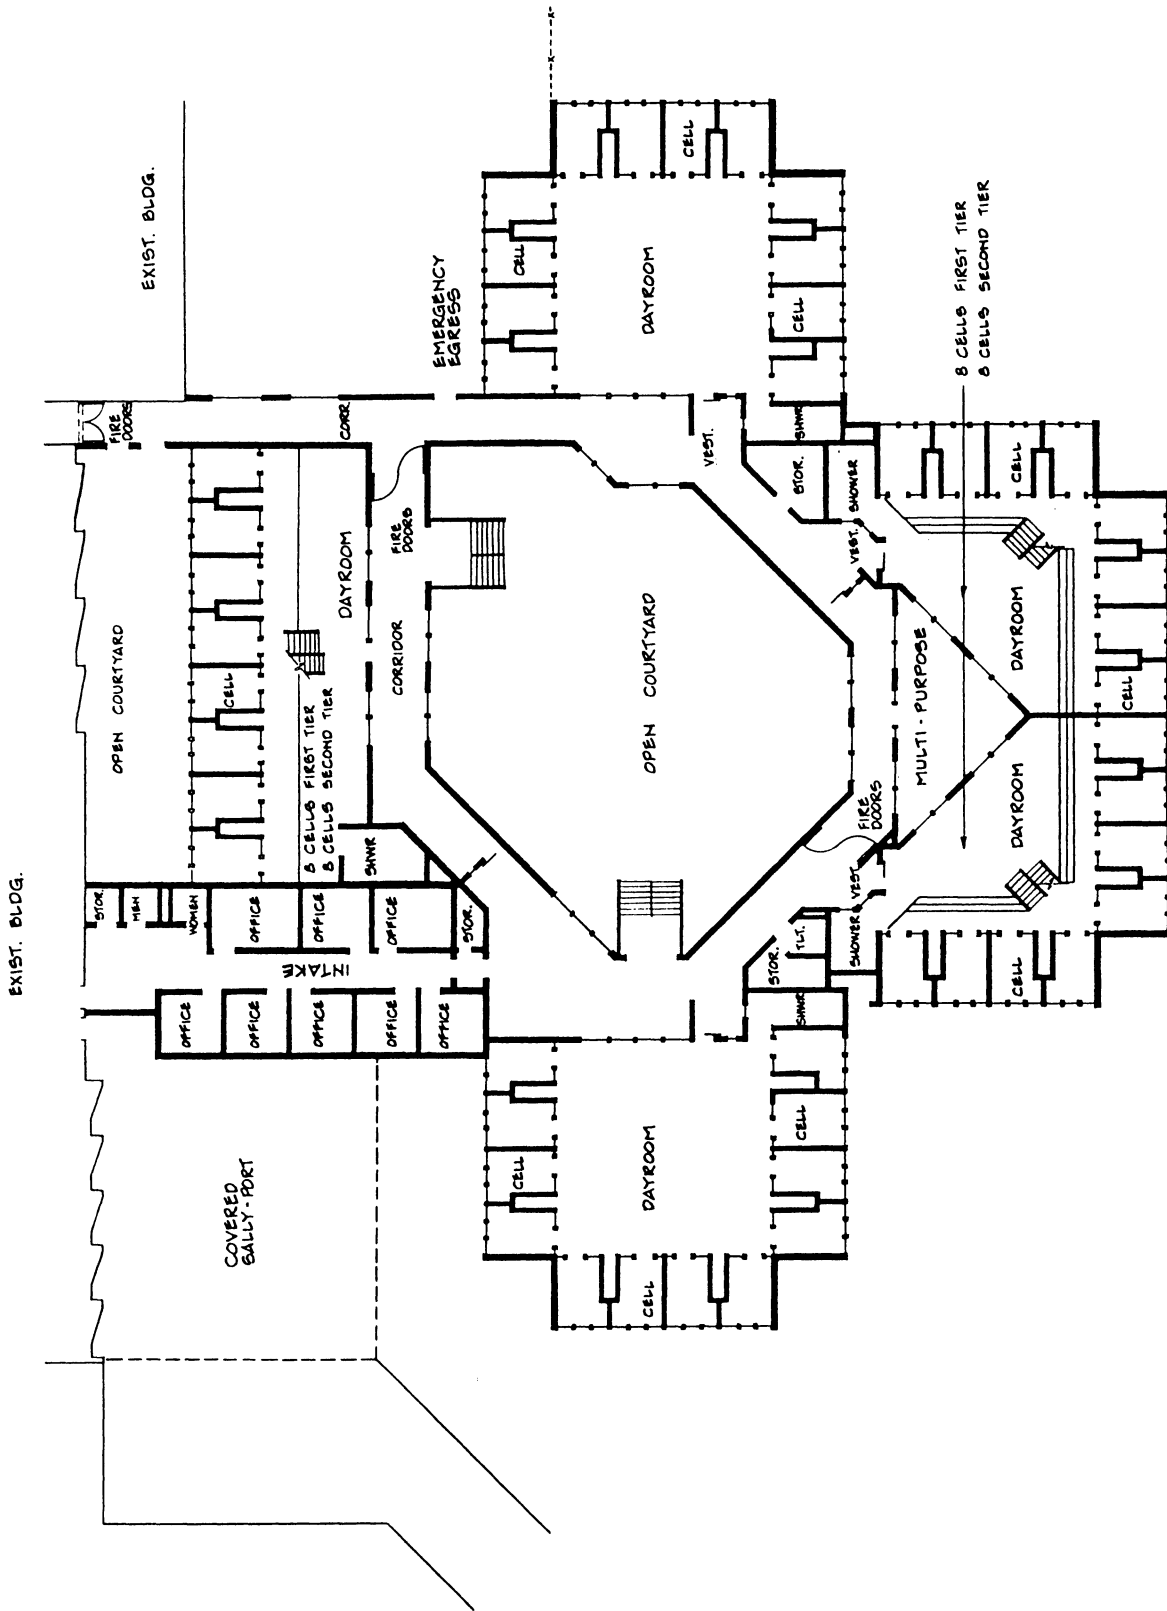 EXIST. BLDG.
STOR.
OPEN COURTYARD
FIRE
DOORS
MEN
EXIST. BLDG.
OFFICE
WOMEN
COVERED
SALLY-PORT
CELL
OFFICE
OFFICE
8 CELLS FIRST TIER
8 CELLS SECOND TIER
OFFICE
OFFICE
INTAKE
DAYROOM
CORR.
SHWR
OFFICE
OFFICE
CORRIDOR
FIRE
DOORS
OFFICE
EMERGENCY
EGRESS
STOR.
CELL
CELL
CELL
DAYROOM
OPEN COURTYARD
DAYROOM
CELL
VEST.
STOR.
CELL
SHWR
TLT.
STOR.
SHWR
CELL
SHOWER
VEST
VEST.
SHOWER
FIRE
DOORS
MULTI-PURPOSE
8 CELLS FIRST TIER
8 CELLS SECOND TIER
CELL
DAYROOM
DAYROOM
CELL
CELL